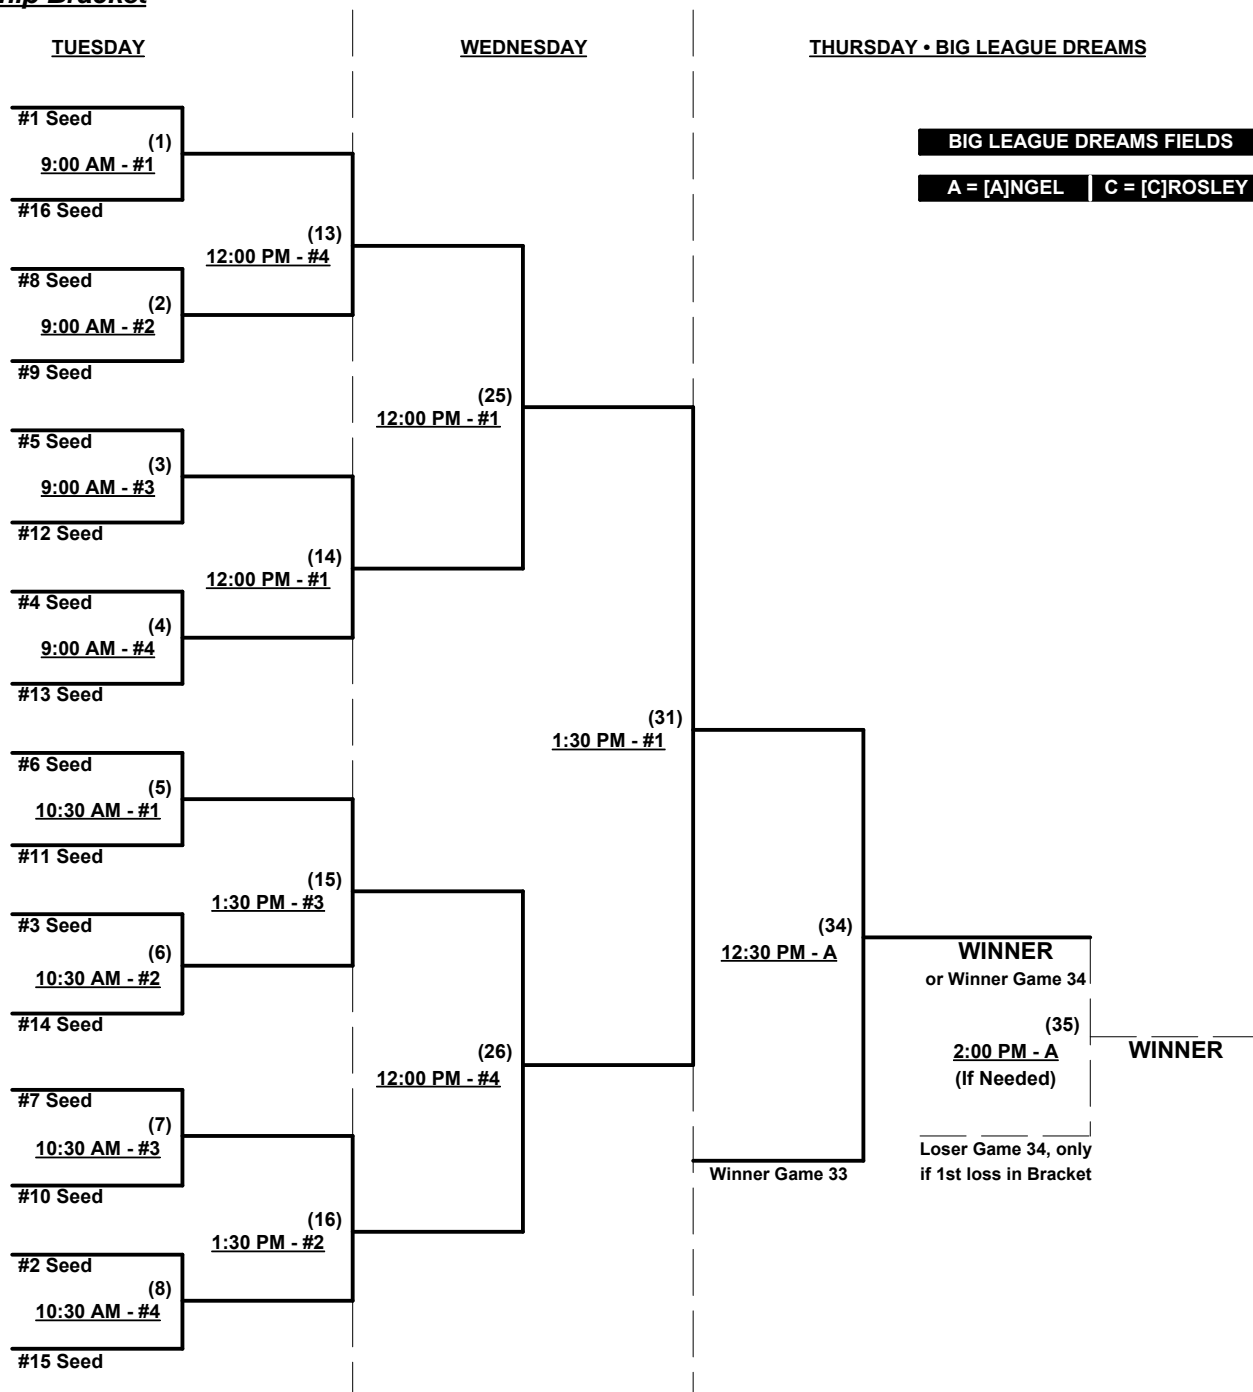 Bracket
TUESDAY
WEDNESDAY
THURSDAY • BIG LEAGUE DREAMS
BIG LEAGUE DREAMS FIELDS
A = [A]NGEL
C = [C]ROSLEY
#1 Seed
(1)
9:00 AM - #1
#16 Seed
(13)
12:00 PM - #4
#8 Seed
(2)
9:00 AM - #2
#9 Seed
(25)
12:00 PM - #1
#5 Seed
(3)
9:00 AM - #3
#12 Seed
(14)
12:00 PM - #1
#4 Seed
(4)
9:00 AM - #4
#13 Seed
(31)
1:30 PM - #1
#6 Seed
(5)
10:30 AM - #1
#11 Seed
(15)
1:30 PM - #3
#3 Seed
(6)
10:30 AM - #2
#14 Seed
(34)
12:30 PM - A
WINNER
or Winner Game 34
(35)
2:00 PM - A
(If Needed)
WINNER
(26)
12:00 PM - #4
#7 Seed
(7)
10:30 AM - #3
#10 Seed
Winner Game 33
Loser Game 34, only
if 1st loss in Bracket
(16)
1:30 PM - #2
#2 Seed
(8)
10:30 AM - #4
#15 Seed